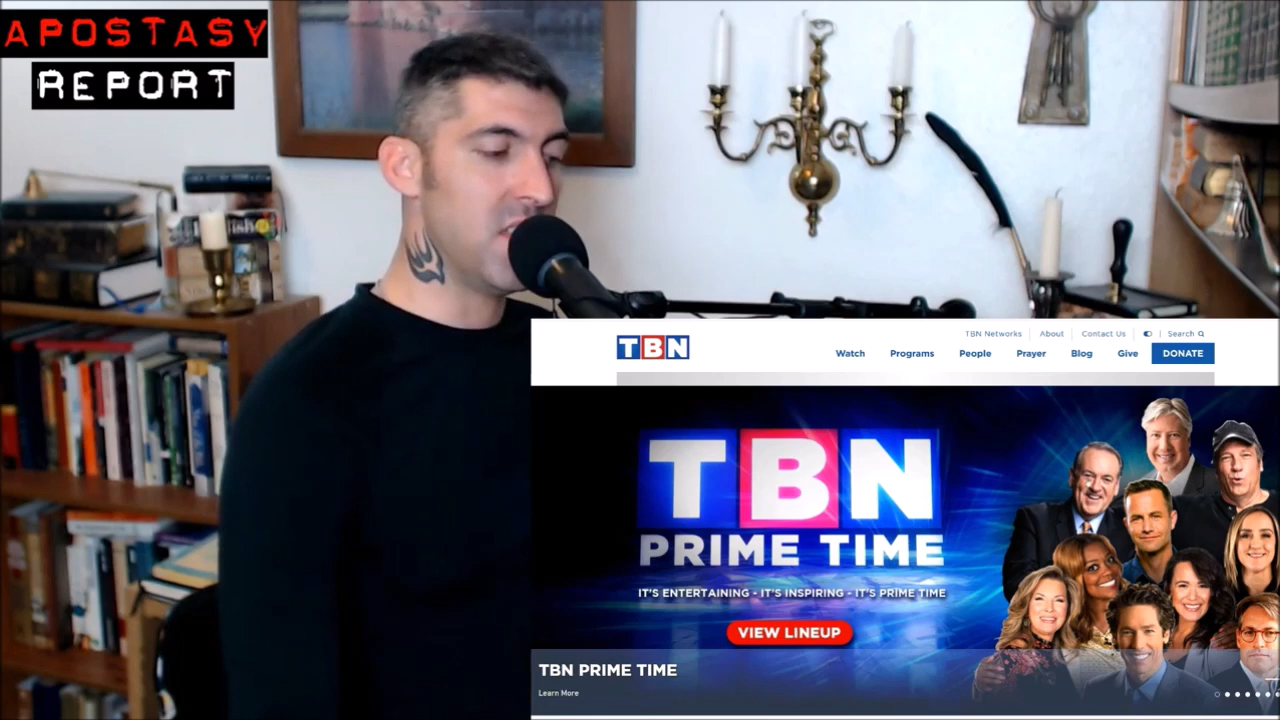 APOSTASY
REPORT
TBN
TBN Networks
About
Contact Us
Search
Watch
Programs
People
Prayer
Blog
Give
DONATE
TBN
PRIME TIME
IT'S ENTERTAINING - IT'S INSPIRING - IT'S PRIME TIME
VIEW LINEUP
TBN PRIME TIME
Learn More